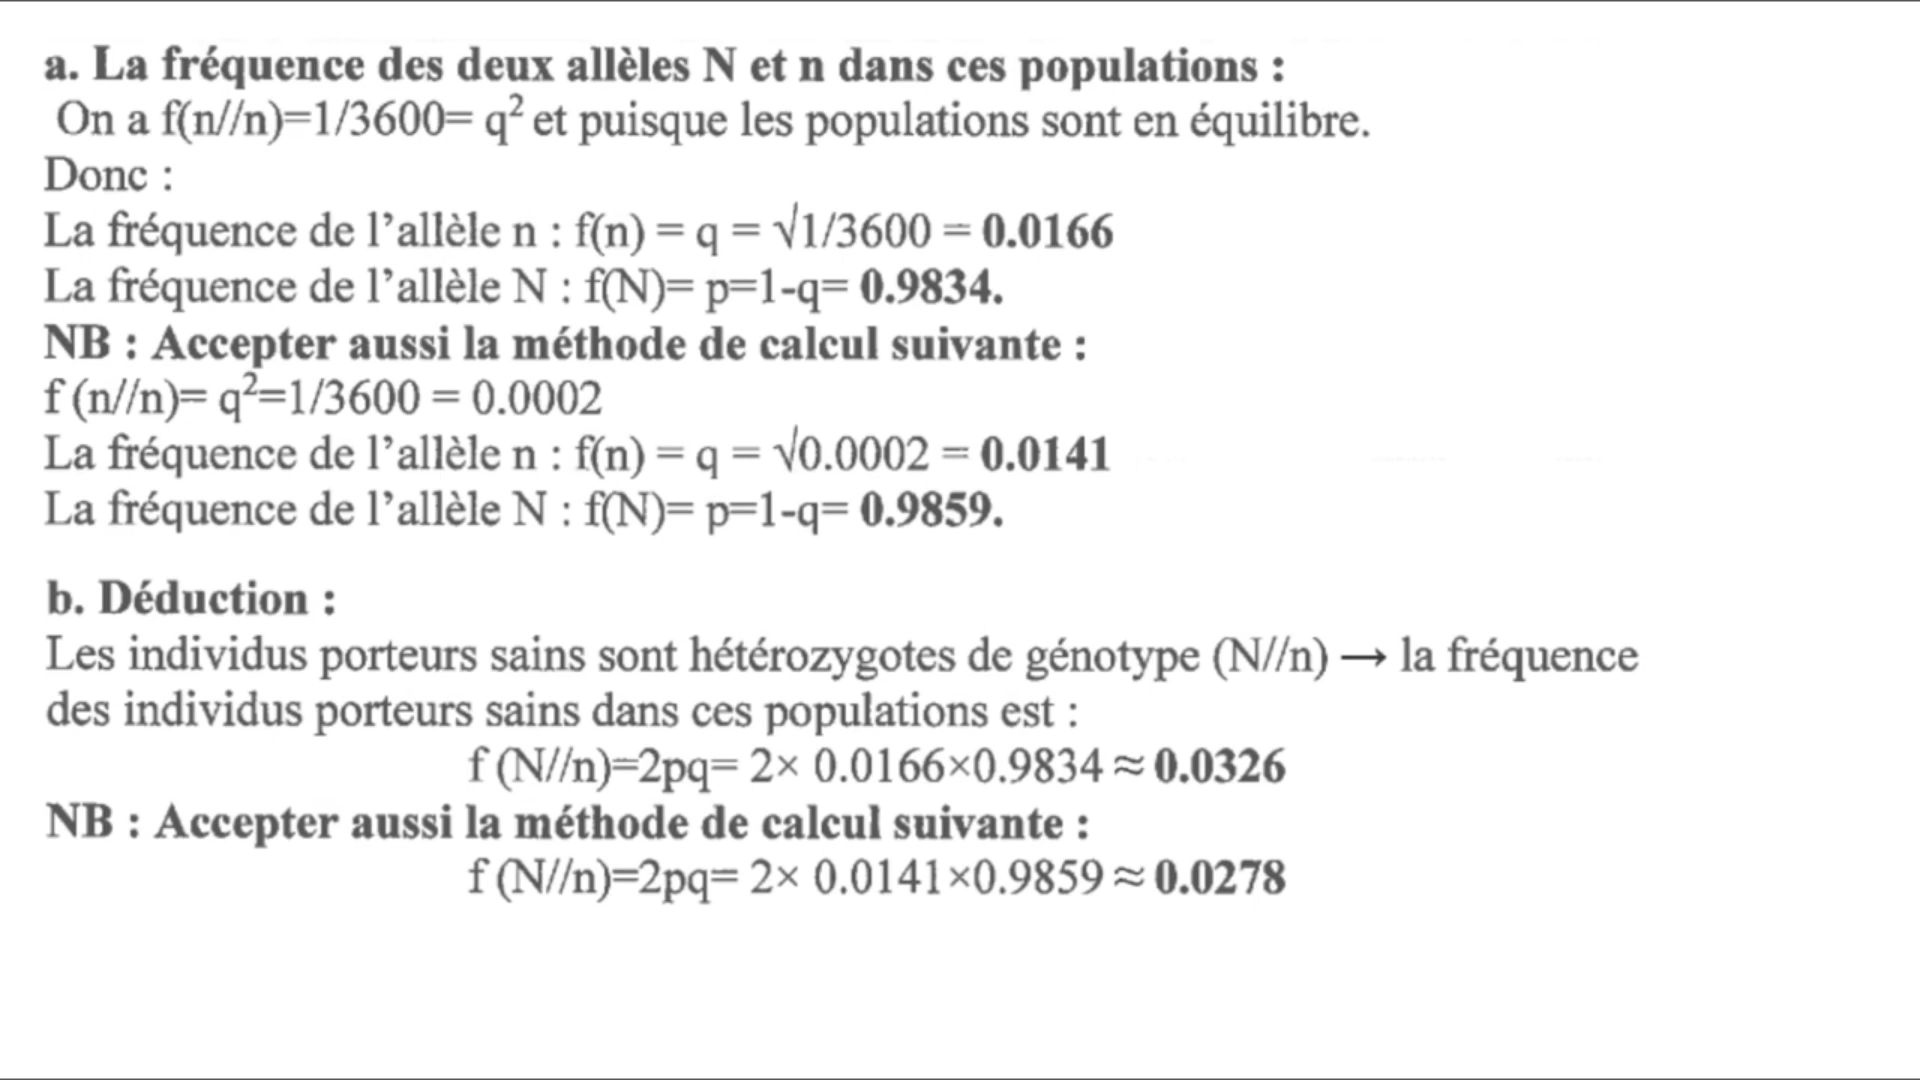 a. La fréquence des deux allèles N et n dans ces populations :
On a f(n//n)=1/3600= q² et puisque les populations sont en équilibre.
Donc :
La fréquence de l’allèle n : f(n) = q = √1/3600 = 0.0166
La fréquence de l’allèle N : f(N)= p=1-q= 0.9834.
NB : Accepter aussi la méthode de calcul suivante :
f (n//n)= q²=1/3600 = 0.0002
La fréquence de l’allèle n : f(n) = q = √0.0002 = 0.0141
La fréquence de l’allèle N : f(N)= p=1-q= 0.9859.
b. Déduction :
Les individus porteurs sains sont hétérozygotes de génotype (N//n) → la fréquence
des individus porteurs sains dans ces populations est :
f (N//n)=2pq= 2× 0.0166×0.9834 ≈ 0.0326
NB : Accepter aussi la méthode de calcul suivante :
f (N//n)=2pq= 2× 0.0141×0.9859 ≈ 0.0278